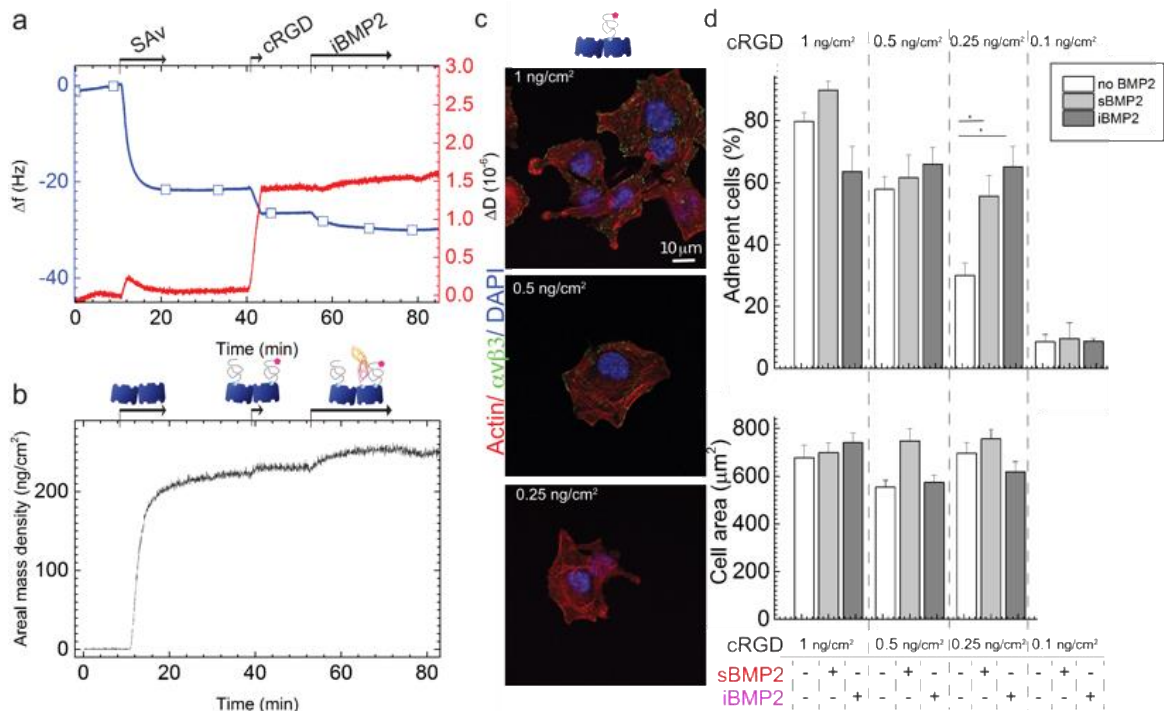 a
SAv
cRGD
iBMP2
0
-20
-40
Δf (Hz)
3.0
2.5
2.0
1.5
1.0
0.5
0.0
ΔD (10⁻⁶)
0 20 40 60 80
Time (min)
b
200
100
0
Areal mass density (ng/cm²)
0 20 40 60 80
Time (min)
c
Actin/ αvβ3/ DAPI
1 ng/cm²
10 μm
0.5 ng/cm²
0.25 ng/cm²
d
cRGD 1 ng/cm² 0.5 ng/cm² 0.25 ng/cm² 0.1 ng/cm²
no BMP2
sBMP2
iBMP2
* 
*
80
60
40
20
0
Adherent cells (%)
800
600
400
200
0
Cell area (μm²)
cRGD 1 ng/cm² 0.5 ng/cm² 0.25 ng/cm² 0.1 ng/cm²
sBMP2 - + - - + - - + - - + -
iBMP2 - - + - - + - - + - - +